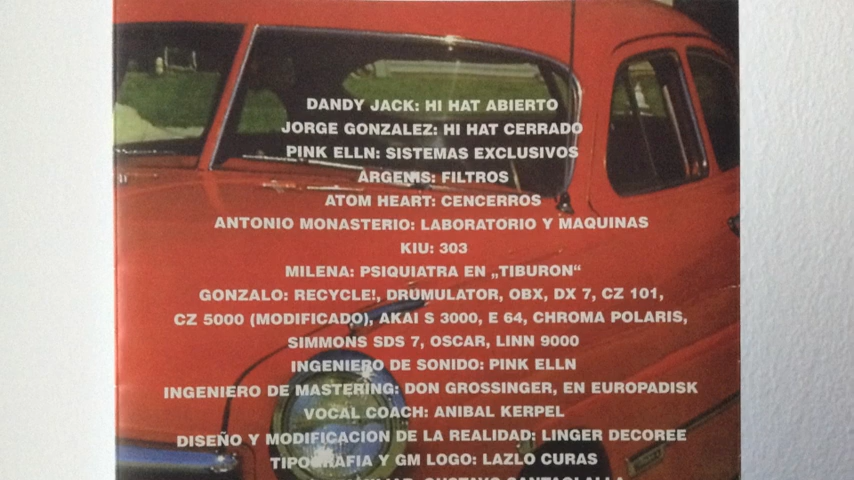 DANDY JACK: HI HAT ABIERTO
JORGE GONZALEZ: HI HAT CERRADO
PINK ELLN: SISTEMAS EXCLUSIVOS
ARGENIS: FILTROS
ATOM HEART: CENCERROS
ANTONIO MONASTERIO: LABORATORIO Y MAQUINAS
KIU: 303
MILENA: PSIQUIATRA EN „TIBURON“
GONZALO: RECYCLE!, DRUMULATOR, OBX, DX 7, CZ 101,
CZ 5000 (MODIFICADO), AKAI S 3000, E 64, CHROMA POLARIS,
SIMMONS SDS 7, OSCAR, LINN 9000
INGENIERO DE SONIDO: PINK ELLN
INGENIERO DE MASTERING: DON GROSSINGER, EN EUROPADISK
VOCAL COACH: ANIBAL KERPEL
DISEÑO Y MODIFICACION DE LA REALIDAD: LINGER DECOREE
TIPOGRAFIA Y GM LOGO: LAZLO CURAS
GUSTAVO SANTAOLALLA